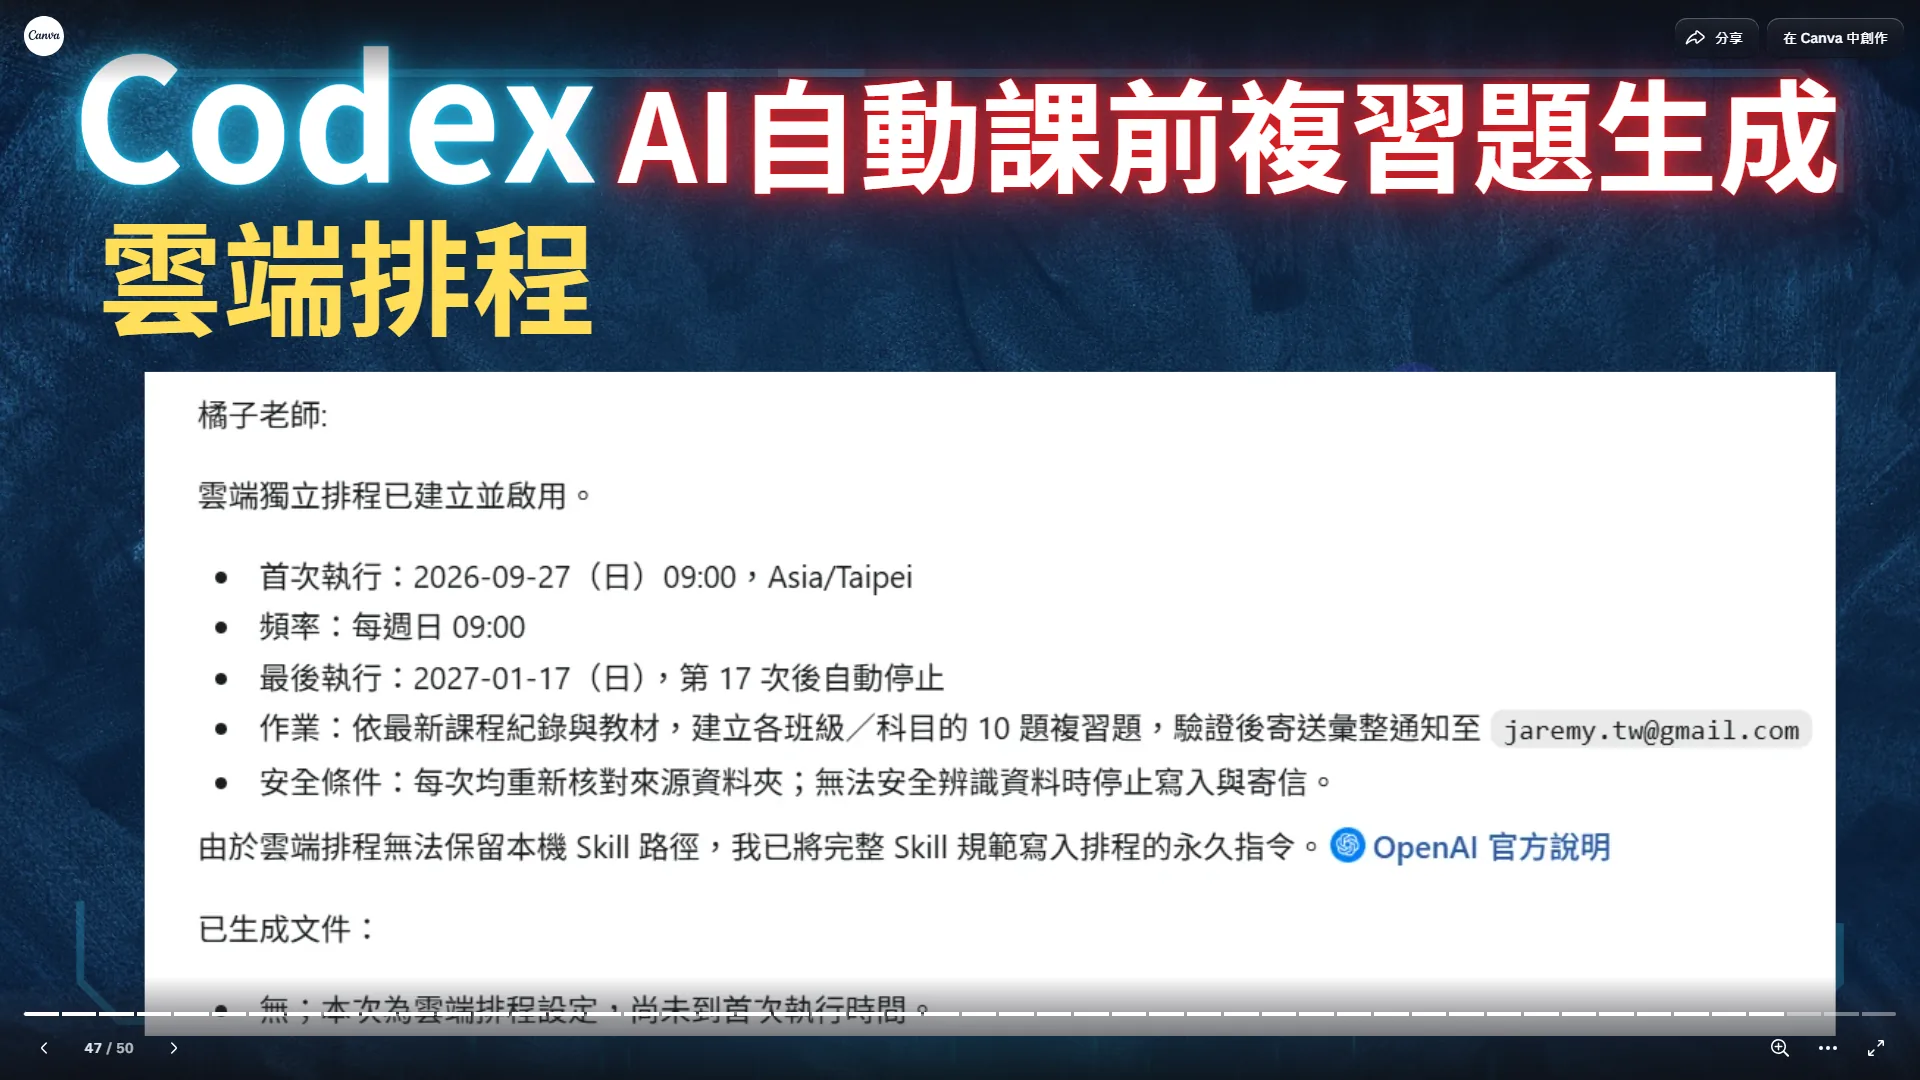 Canva
分享
在 Canva 中創作
Codex AI自動課前複習題生成
雲端排程
橘子老師:
雲端獨立排程已建立並啟用。
• 首次執行：2026-09-27（日）09:00，Asia/Taipei
• 頻率：每週日 09:00
• 最後執行：2027-01-17（日），第 17 次後自動停止
• 作業：依最新課程紀錄與教材，建立各班級／科目的 10 題複習題，驗證後寄送彙整通知至 jaremy.tw@gmail.com
• 安全條件：每次均重新核對來源資料夾；無法安全辨識資料時停止寫入與寄信。
由於雲端排程無法保留本機 Skill 路徑，我已將完整 Skill 規範寫入排程的永久指令。 OpenAI 官方說明
已生成文件：
• 無；本次為雲端排程設定，尚未到首次執行時間。
47 / 50